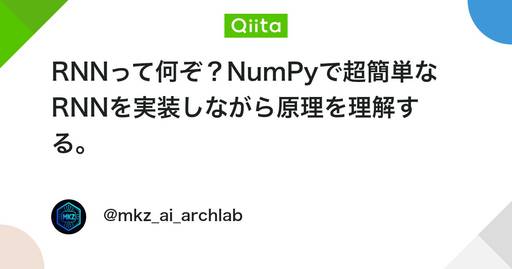 Qiita
RNNって何ぞ？NumPyで超簡単な
RNNを実装しながら原理を理解す
る。
MKZ
@mkz_ai_archlab